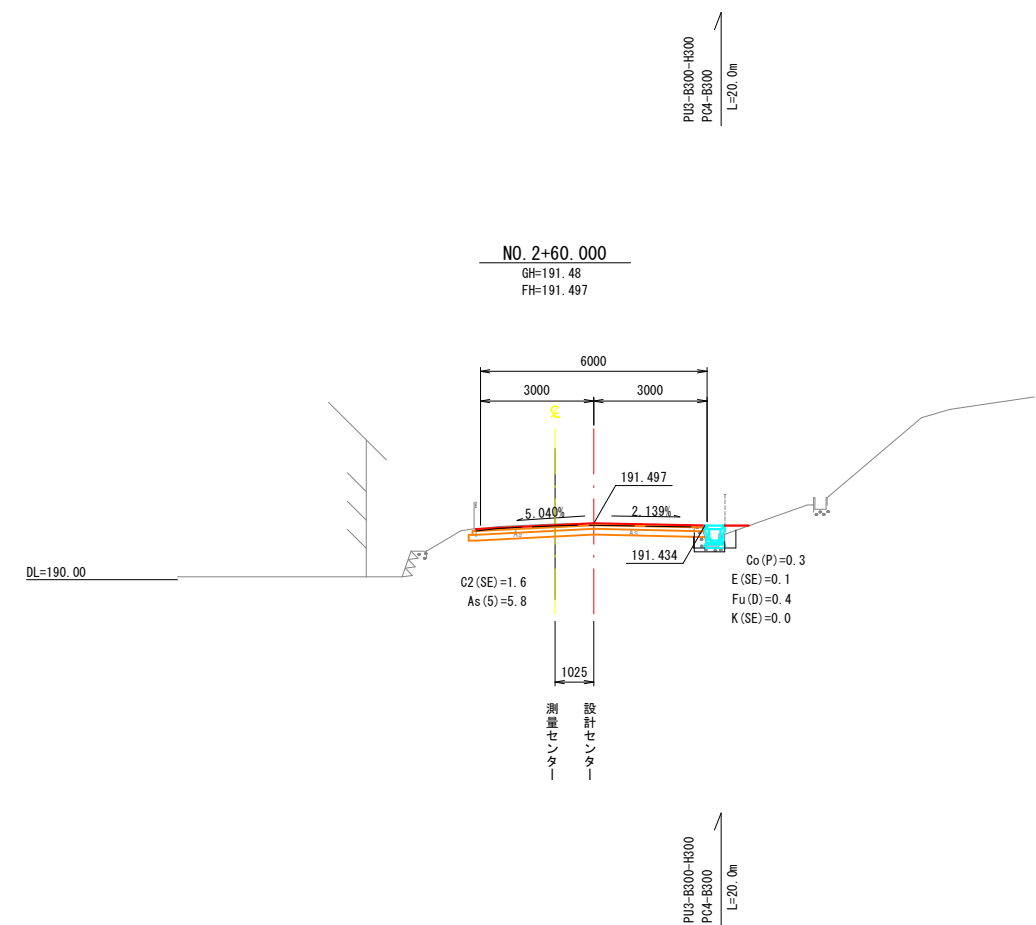 PU3-B300-H300
PC4-B300
L=20.0m
NO.2+60.000
GH=191.48
FH=191.497
6000
3000
3000
℄
191.497
5.040%
2.139%
As
As
191.434
DL=190.00
C2(SE)=1.6
As(5)=5.8
Co(P)=0.3
E(SE)=0.1
Fu(D)=0.4
K(SE)=0.0
1025
測量センター
設計センター
PU3-B300-H300
PC4-B300
L=20.0m